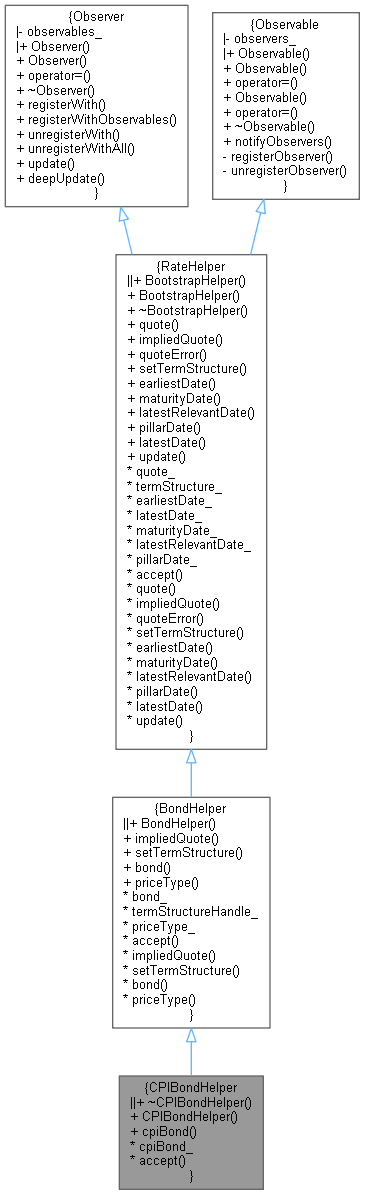 {Observer
|- observables_
|+ Observer()
+ Observer()
+ operator=()
+ ~Observer()
+ registerWith()
+ registerWithObservables()
+ unregisterWith()
+ unregisterWithAll()
+ update()
+ deepUpdate()
}
{Observable
|- observers_
|+ Observable()
+ Observable()
+ operator=()
+ Observable()
+ operator=()
+ ~Observable()
+ notifyObservers()
- registerObserver()
- unregisterObserver()
}
{RateHelper
||+ BootstrapHelper()
+ BootstrapHelper()
+ ~BootstrapHelper()
+ quote()
+ impliedQuote()
+ quoteError()
+ setTermStructure()
+ earliestDate()
+ maturityDate()
+ latestRelevantDate()
+ pillarDate()
+ latestDate()
+ update()
* quote_
* termStructure_
* earliestDate_
* latestDate_
* maturityDate_
* latestRelevantDate_
* pillarDate_
* accept()
* quote()
* impliedQuote()
* quoteError()
* setTermStructure()
* earliestDate()
* maturityDate()
* latestRelevantDate()
* pillarDate()
* latestDate()
* update()
}
{BondHelper
||+ BondHelper()
+ impliedQuote()
+ setTermStructure()
+ bond()
+ priceType()
* bond_
* termStructureHandle_
* priceType_
* accept()
* impliedQuote()
* setTermStructure()
* bond()
* priceType()
}
{CPIBondHelper
||+ ~CPIBondHelper()
+ CPIBondHelper()
+ cpiBond()
* cpiBond_
* accept()
}